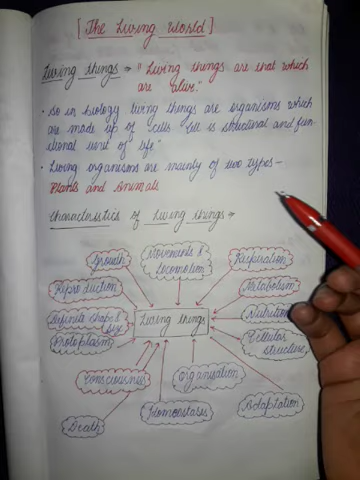 [ The Living World ]
Living things → "Living things are that which
are alive."
• So in biology living things are organisms which
are made up of "cells "Cell is structural and fun-
ctional unit of life"
• Living organisms are mainly of two types-
Plants and Animals
Characteristics of Living things →
Growth
Movements &
Locomotion
Respiration
Reproduction
Metabolism
Definite shape &
size
Living things
Nutrition
Protoplasm
Cellular
structure
Consciousness
Organisation
Homeostasis
Adaptation
Death